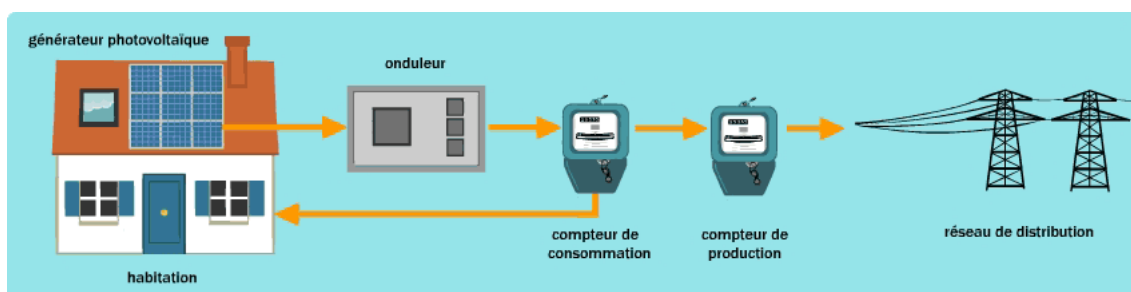 générateur photovoltaïque
onduleur
compteur de
consommation
compteur de
production
réseau de distribution
habitation